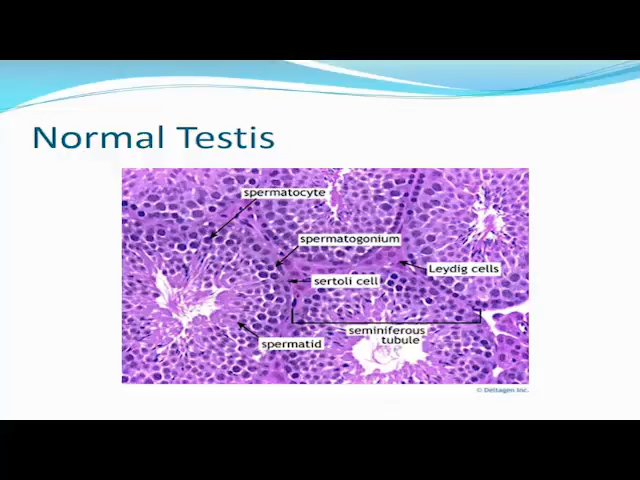 Normal Testis
spermatocyte
spermatogonium
Leydig cells
sertoli cell
seminiferous
tubule
spermatid
© Deltagen Inc.